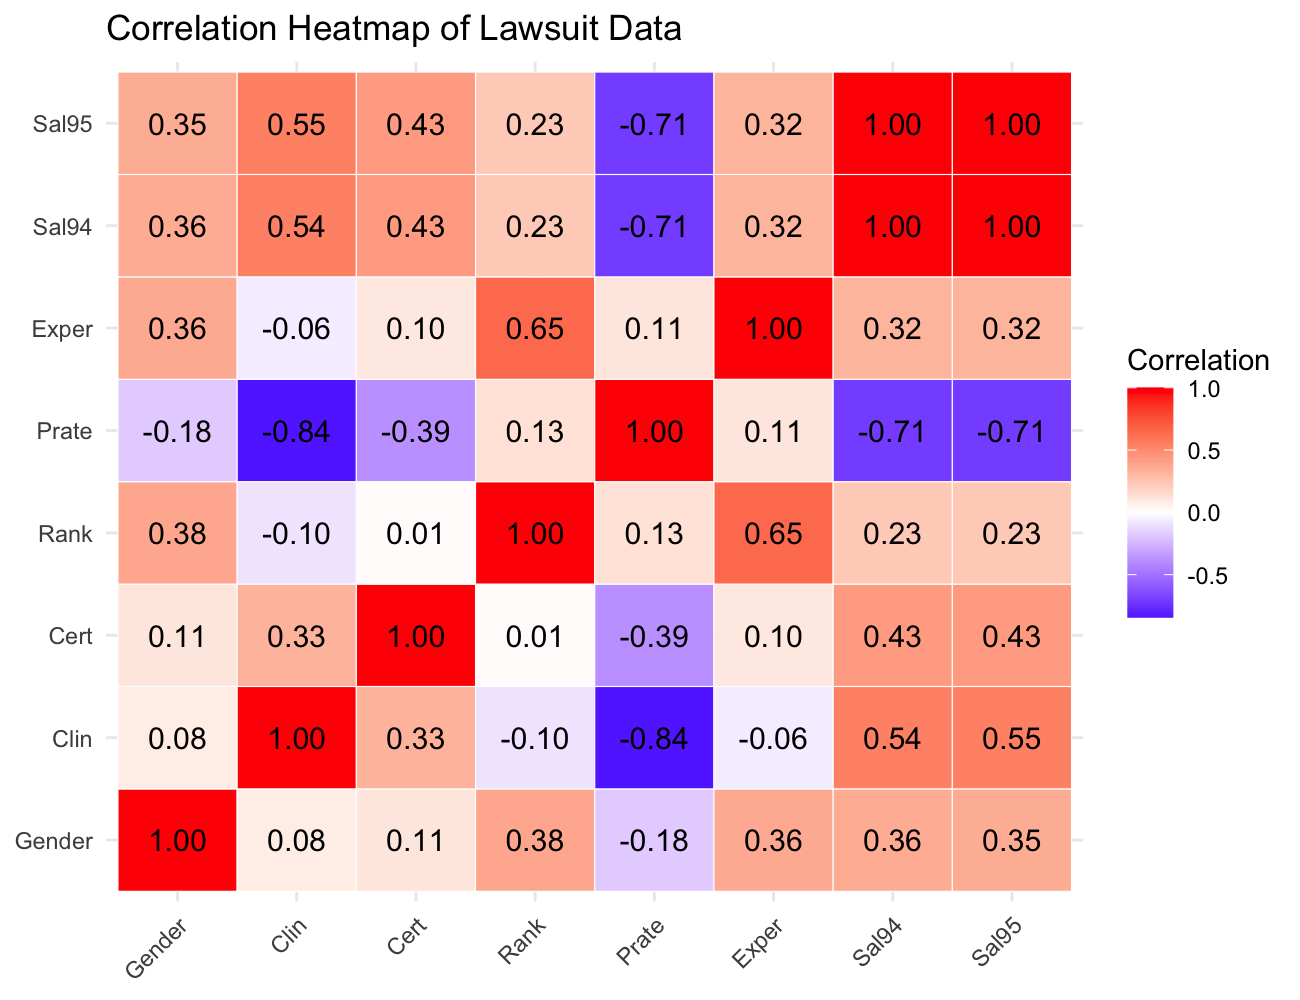 Correlation Heatmap of Lawsuit Data
Sal95 0.35 0.55 0.43 0.23 -0.71 0.32 1.00 1.00
Sal94 0.36 0.54 0.43 0.23 -0.71 0.32 1.00 1.00
Exper 0.36 -0.06 0.10 0.65 0.11 1.00 0.32 0.32
Prate -0.18 -0.84 -0.39 0.13 1.00 0.11 -0.71 -0.71
Rank 0.38 -0.10 0.01 1.00 0.13 0.65 0.23 0.23
Cert 0.11 0.33 1.00 0.01 -0.39 0.10 0.43 0.43
Clin 0.08 1.00 0.33 -0.10 -0.84 -0.06 0.54 0.55
Gender 1.00 0.08 0.11 0.38 -0.18 0.36 0.36 0.35
Gender Clin Cert Rank Prate Exper Sal94 Sal95
Correlation
1.0
0.5
0.0
-0.5